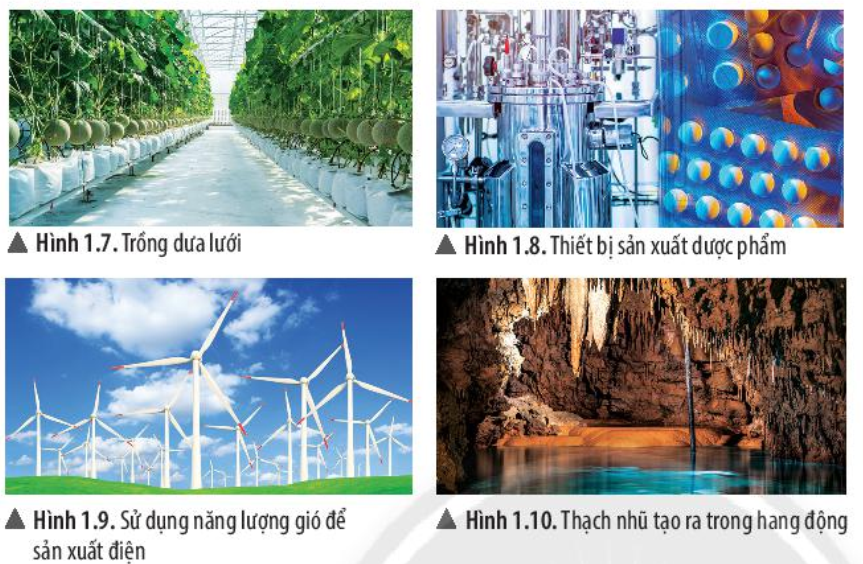 ▲ Hình 1.7. Trồng dưa lưới
▲ Hình 1.8. Thiết bị sản xuất dược phẩm
▲ Hình 1.9. Sử dụng năng lượng gió để
sản xuất điện
▲ Hình 1.10. Thạch nhũ tạo ra trong hang động